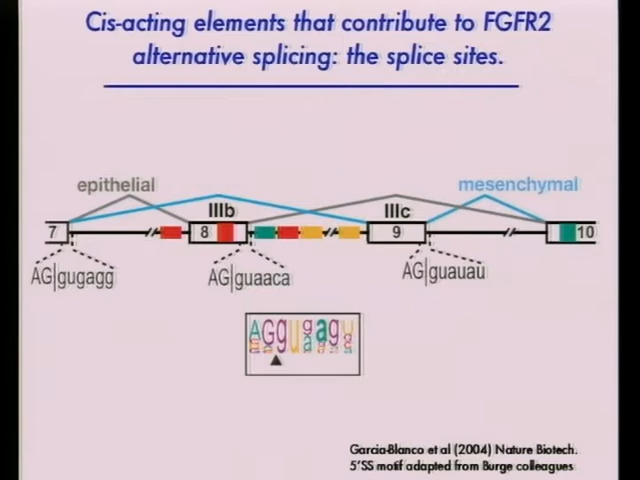 Cis-acting elements that contribute to FGFR2
alternative splicing: the splice sites.
epithelial
mesenchymal
IIIb
IIIc
7
8
9
10
AG|gugagg
AG|guaaca
AG|guauau
AGguga gu
Garcia-Blanco et al (2004) Nature Biotech.
5'SS motif adapted from Burge colleagues